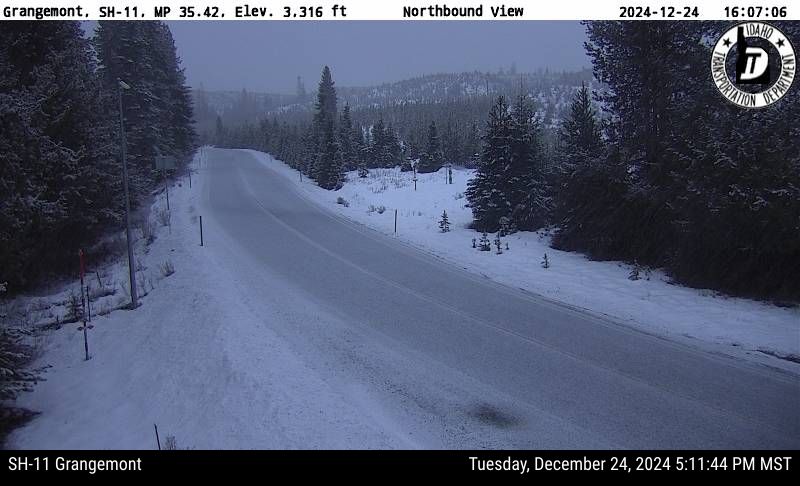 Grangemont, SH-11, MP 35.42, Elev. 3,316 ft Northbound View 2024-12-24 16:07:06
IDAHO
TRANSPORTATION DEPARTMENT
SH-11 Grangemont Tuesday, December 24, 2024 5:11:44 PM MST